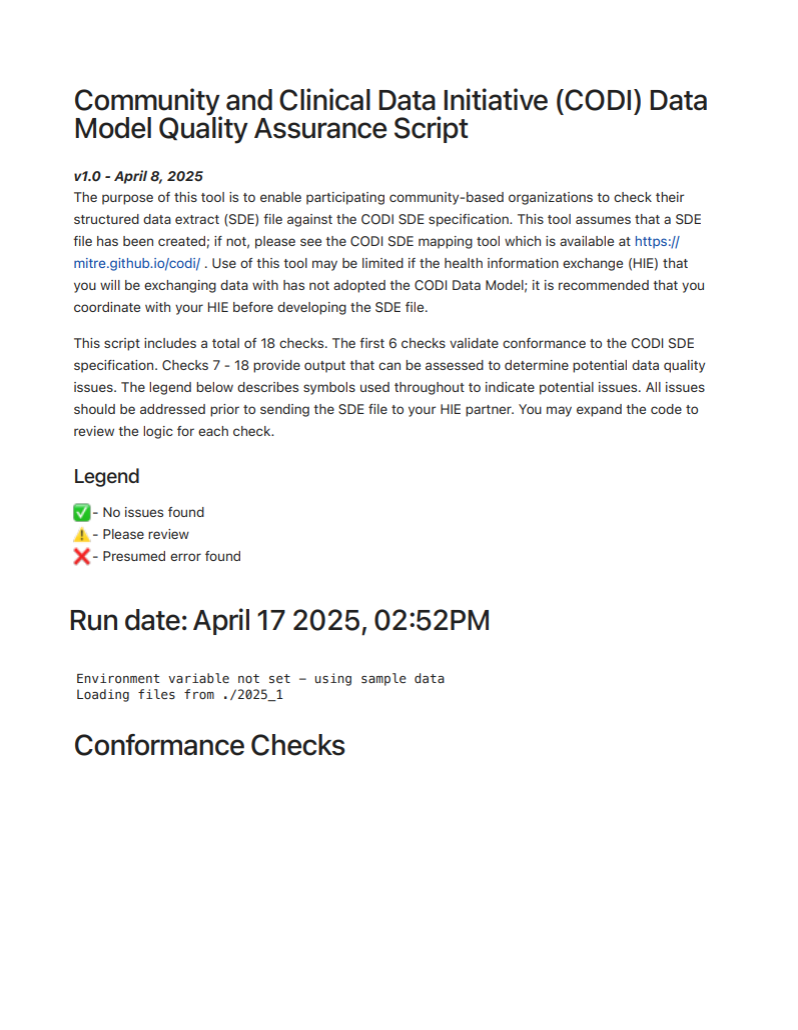 Community and Clinical Data Initiative (CODI) Data
Model Quality Assurance Script
v1.0 - April 8, 2025
The purpose of this tool is to enable participating community-based organizations to check their
structured data extract (SDE) file against the CODI SDE specification. This tool assumes that a SDE
file has been created; if not, please see the CODI SDE mapping tool which is available at https://
mitre.github.io/codi/ . Use of this tool may be limited if the health information exchange (HIE) that
you will be exchanging data with has not adopted the CODI Data Model; it is recommended that you
coordinate with your HIE before developing the SDE file.
This script includes a total of 18 checks. The first 6 checks validate conformance to the CODI SDE
specification. Checks 7 - 18 provide output that can be assessed to determine potential data quality
issues. The legend below describes symbols used throughout to indicate potential issues. All issues
should be addressed prior to sending the SDE file to your HIE partner. You may expand the code to
review the logic for each check.
Legend
✅ - No issues found
⚠️ - Please review
❌ - Presumed error found
Run date: April 17 2025, 02:52PM
Environment variable not set – using sample data
Loading files from ./2025_1
Conformance Checks